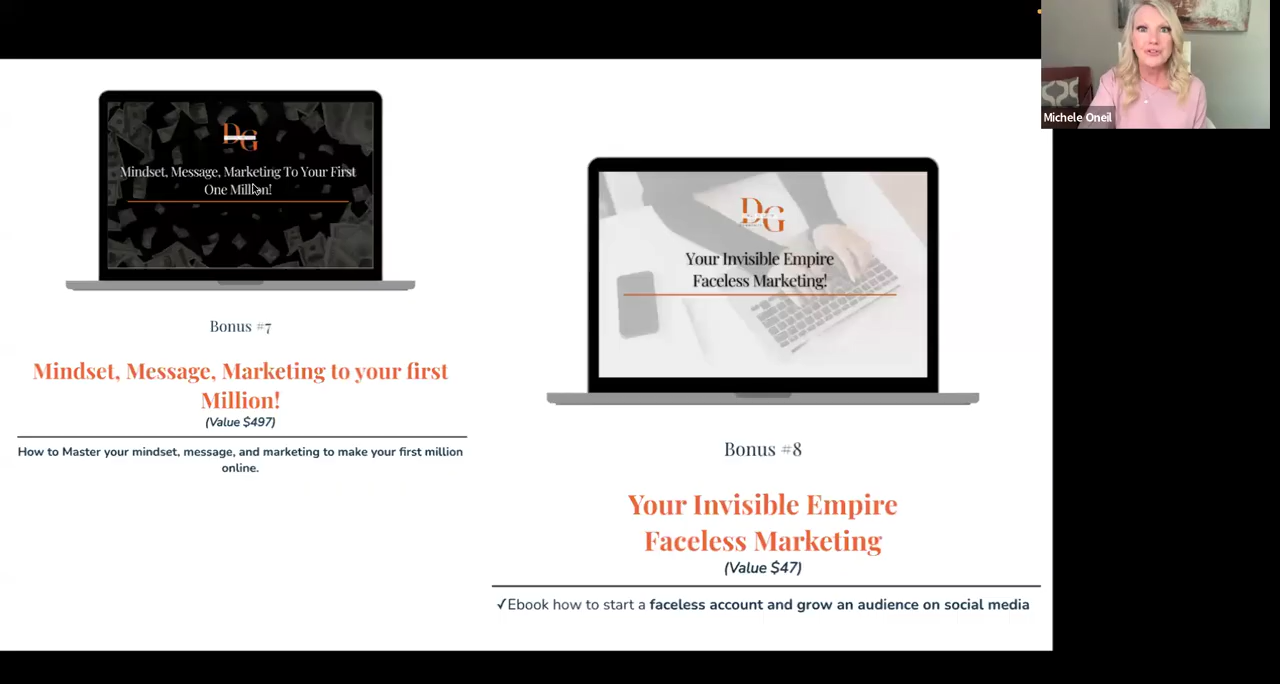 Michele Oneil
DG
Mindset, Message, Marketing To Your First
One Million!
Bonus #7
Mindset, Message, Marketing to your first
Million!
(Value $497)
How to Master your mindset, message, and marketing to make your first million
online.
DG
Your Invisible Empire
Faceless Marketing!
Bonus #8
Your Invisible Empire
Faceless Marketing
(Value $47)
✓Ebook how to start a faceless account and grow an audience on social media